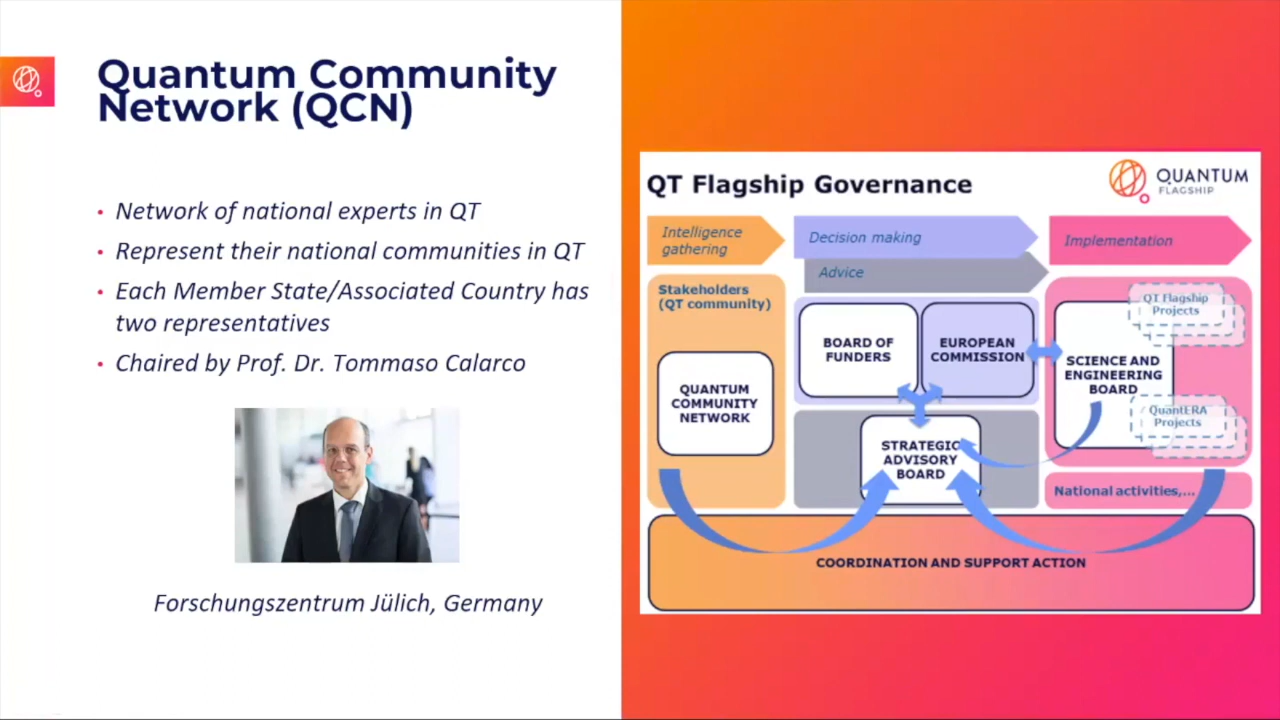 Quantum Community
Network (QCN)
• Network of national experts in QT
• Represent their national communities in QT
• Each Member State/Associated Country has
two representatives
• Chaired by Prof. Dr. Tommaso Calarco
Forschungszentrum Jülich, Germany
QT Flagship Governance
QUANTUM
FLAGSHIP
Intelligence
gathering
Decision making
Advice
Implementation
Stakeholders
(QT community)
QUANTUM
COMMUNITY
NETWORK
BOARD OF
FUNDERS
EUROPEAN
COMMISSION
STRATEGIC
ADVISORY
BOARD
QT Flagship
Projects
SCIENCE AND
ENGINEERING
BOARD
QuantERA
Projects
National activities,...
COORDINATION AND SUPPORT ACTION